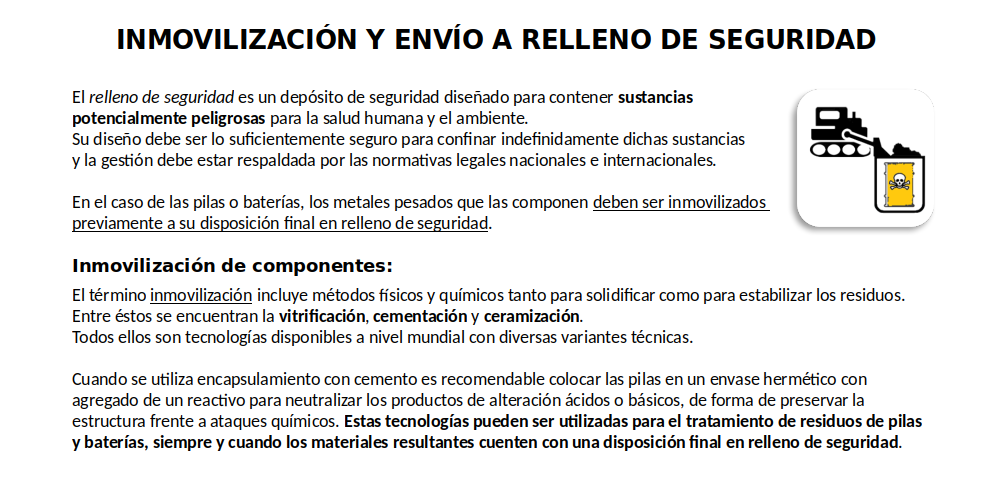 INMOVILIZACIÓN Y ENVÍO A RELLENO DE SEGURIDAD
El relleno de seguridad es un depósito de seguridad diseñado para contener sustancias
potencialmente peligrosas para la salud humana y el ambiente.
Su diseño debe ser lo suficientemente seguro para confinar indefinidamente dichas sustancias
y la gestión debe estar respaldada por las normativas legales nacionales e internacionales.
En el caso de las pilas o baterías, los metales pesados que las componen deben ser inmovilizados
previamente a su disposición final en relleno de seguridad.
Inmovilización de componentes:
El término inmovilización incluye métodos físicos y químicos tanto para solidificar como para estabilizar los residuos.
Entre éstos se encuentran la vitrificación, cementación y ceramización.
Todos ellos son tecnologías disponibles a nivel mundial con diversas variantes técnicas.
Cuando se utiliza encapsulamiento con cemento es recomendable colocar las pilas en un envase hermético con
agregado de un reactivo para neutralizar los productos de alteración ácidos o básicos, de forma de preservar la
estructura frente a ataques químicos. Estas tecnologías pueden ser utilizadas para el tratamiento de residuos de pilas
y baterías, siempre y cuando los materiales resultantes cuenten con una disposición final en relleno de seguridad.